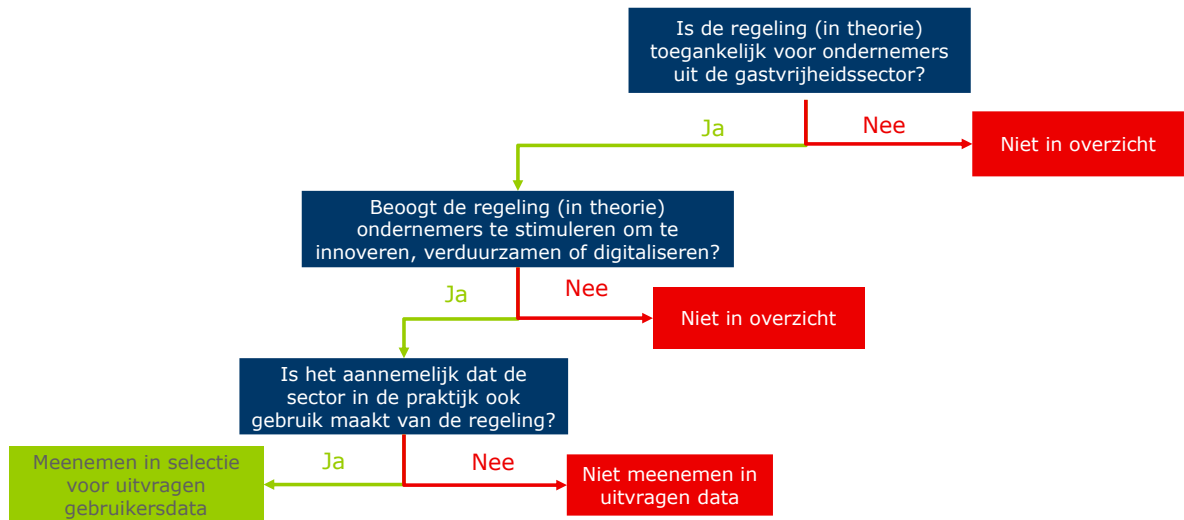 Is de regeling (in theorie)
toegankelijk voor ondernemers
uit de gastvrijheidssector?
Ja
Nee
Niet in overzicht
Beoogt de regeling (in theorie)
ondernemers te stimuleren om te
innoveren, verduurzamen of digitaliseren?
Ja
Nee
Niet in overzicht
Is het aannemelijk dat de
sector in de praktijk ook
gebruik maakt van de regeling?
Ja
Nee
Meenemen in selectie
voor uitvragen
gebruikersdata
Niet meenemen in
uitvragen data